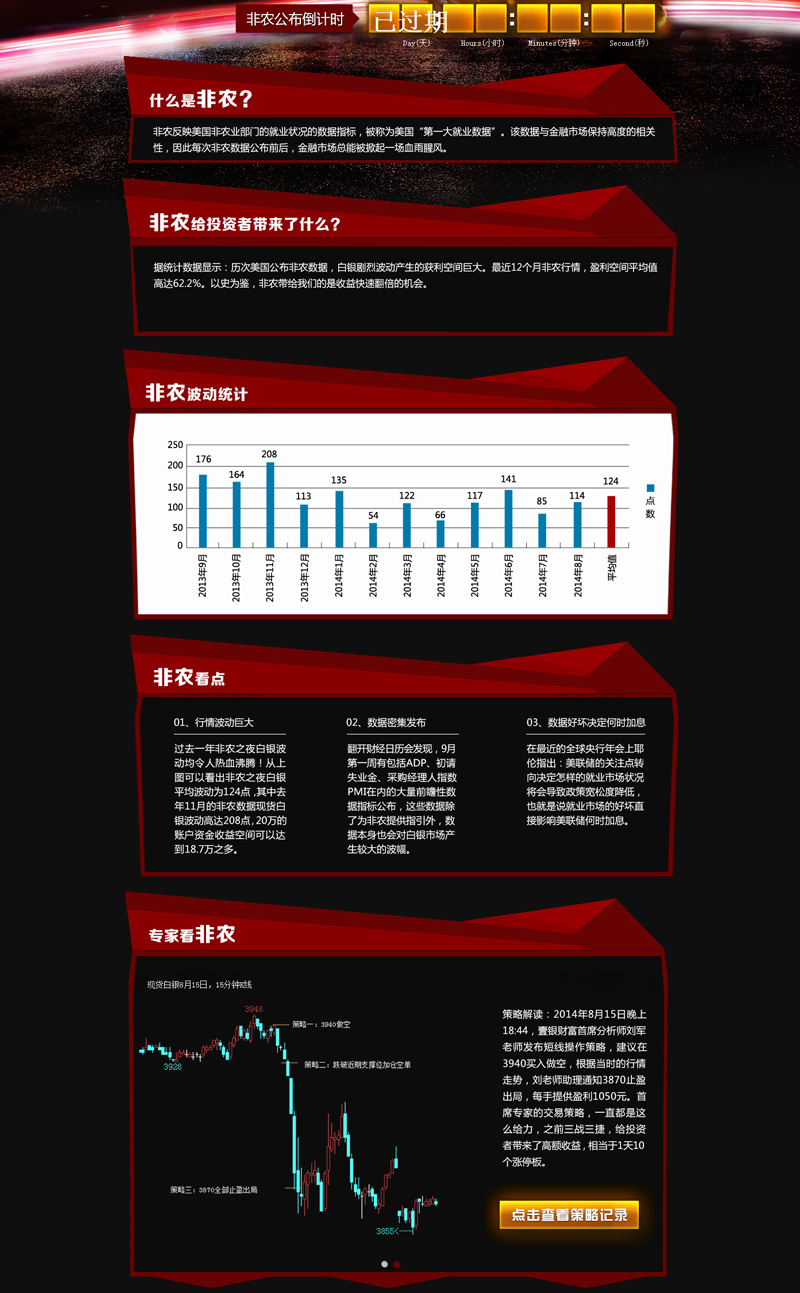 非农公布倒计时
已过期
Day(天) Hours(小时) Minutes(分钟) Second(秒)
什么是非农?
非农反映美国非农业部门的就业状况的数据指标，被称为美国“第一大就业数据”。该数据与金融市场保持高度的相关
性，因此每次非农数据公布前后，金融市场总能被掀起一场血雨腥风。
非农给投资者带来了什么?
据统计数据显示：历次美国公布非农数据，白银剧烈波动产生的获利空间巨大。最近12个月非农行情，盈利空间平均值
高达62.2%。以史为鉴，非农带给我们的是收益快速翻倍的机会。
非农波动统计
250
200
150
100
50
0
176
164
208
113
135
54
122
66
117
141
85
114
124
2013年9月
2013年10月
2013年11月
2013年12月
2014年1月
2014年2月
2014年3月
2014年4月
2014年5月
2014年6月
2014年7月
2014年8月
平均值
点
数
非农看点
01、行情波动巨大
过去一年非农之夜白银波
动均令人热血沸腾！从上
图可以看出非农之夜白银
平均波动为124点,其中去
年11月的非农数据现货白
银波动高达208点,20万的
账户资金收益空间可以达
到18.7万之多。
02、数据密集发布
翻开财经日历会发现，9月
第一周有包括ADP、初请
失业金、采购经理人指数
PMI在内的大量前瞻性数
据指标公布，这些数据除
了为非农提供指引外，数
据本身也会对白银市场产
生较大的波幅。
03、数据好坏决定何时加息
在最近的全球央行年会上耶
伦指出：美联储的关注点转
向决定怎样的就业市场状况
将会导致政策宽松度降低，
也就是说就业市场的好坏直
接影响美联储何时加息。
专家看非农
现货白银8月15日，15分钟K线
3948
策略一：3940做空
3928
策略二：跌破近期支撑位加仓空单
策略三：3870全部止盈出局
3855
策略解读：2014年8月15日晚上
18:44，壹银财富首席分析师刘军
老师发布短线操作策略，建议在
3940买入做空，根据当时的行情
走势，刘老师助理通知3870止盈
出局，每手提供盈利1050元。首
席专家的交易策略，一直都是这
么给力，之前三战三捷，给投资
者带来了高额收益,相当于1天10
个涨停板。
点击查看策略记录